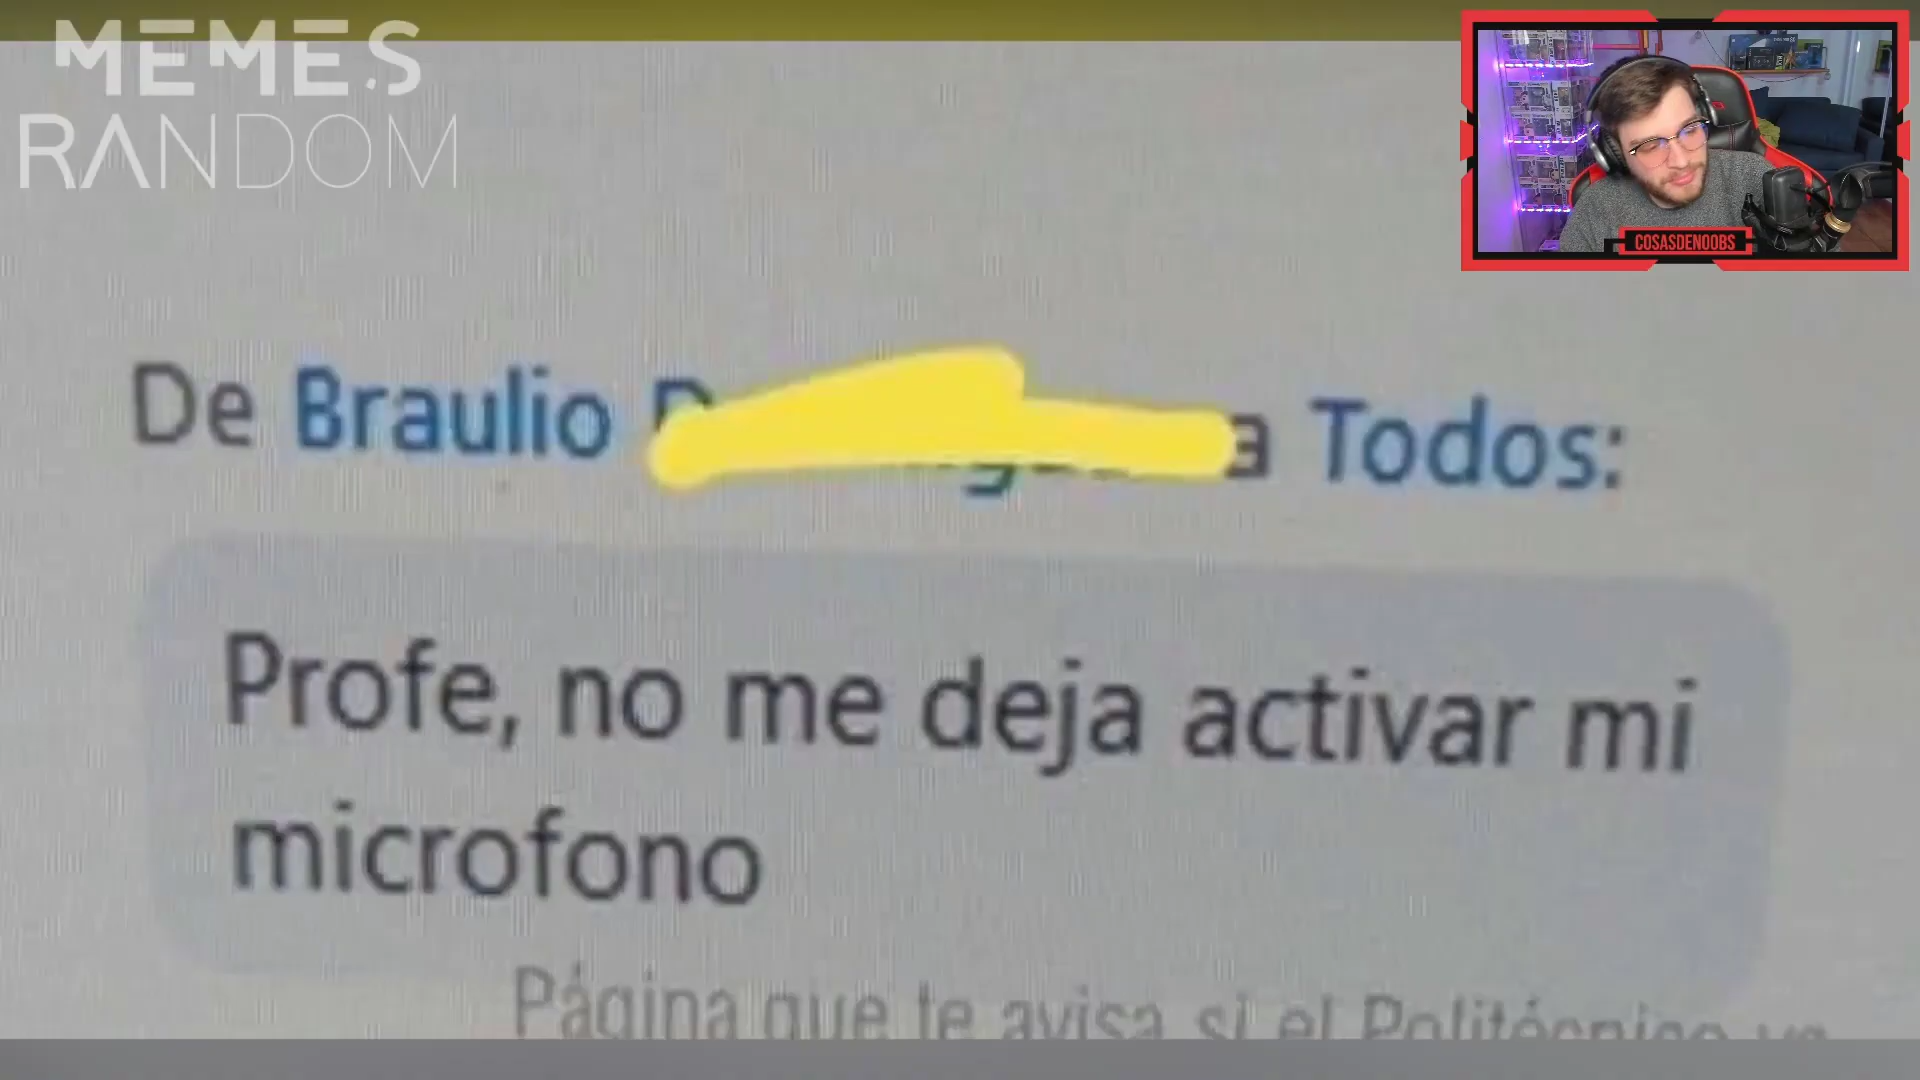 MEMES
RANDOM
COSASDENOOBS
De Braulio a Todos:
Profe, no me deja activar mi
microfono
Página que te avisa si el Politécnico ya